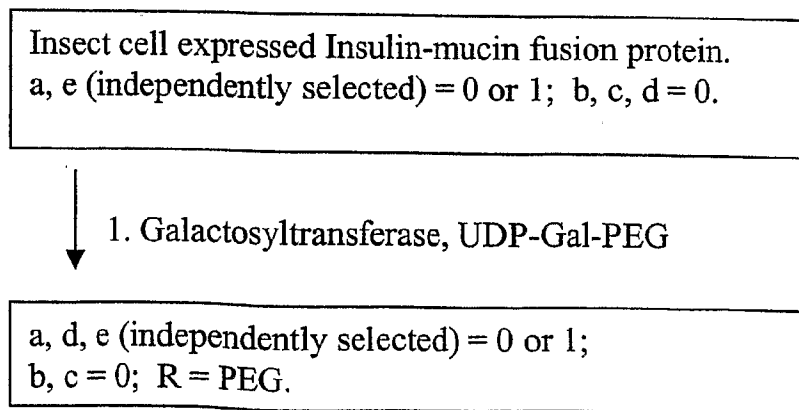 Insect cell expressed Insulin-mucin fusion protein.
a, e (independently selected) = 0 or 1; b, c, d = 0.
1. Galactosyltransferase, UDP-Gal-PEG
a, d, e (independently selected) = 0 or 1;
b, c = 0; R = PEG.